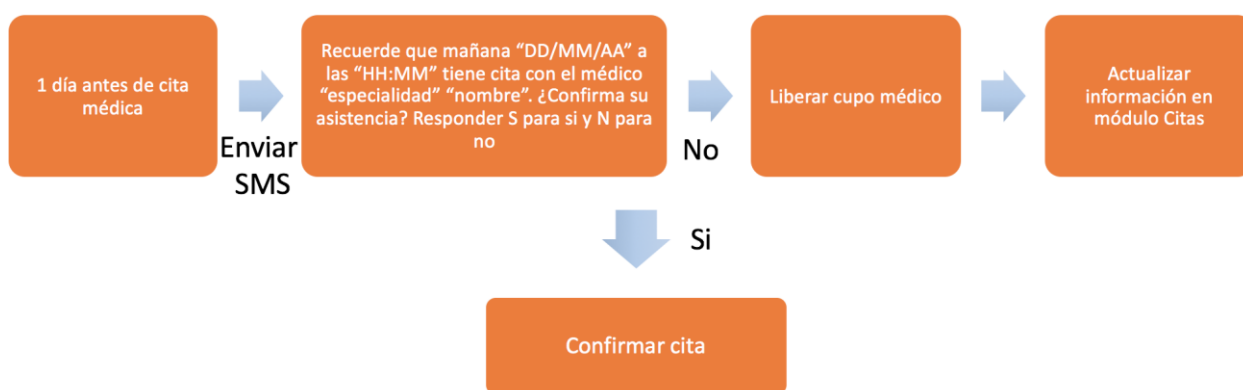 1 día antes de cita
médica
Enviar
SMS
Recuerde que mañana “DD/MM/AA” a
las “HH:MM” tiene cita con el médico
“especialidad” “nombre”. ¿Confirma su
asistencia? Responder S para si y N para
no
No
Liberar cupo médico
Actualizar
información en
módulo Citas
Si
Confirmar cita